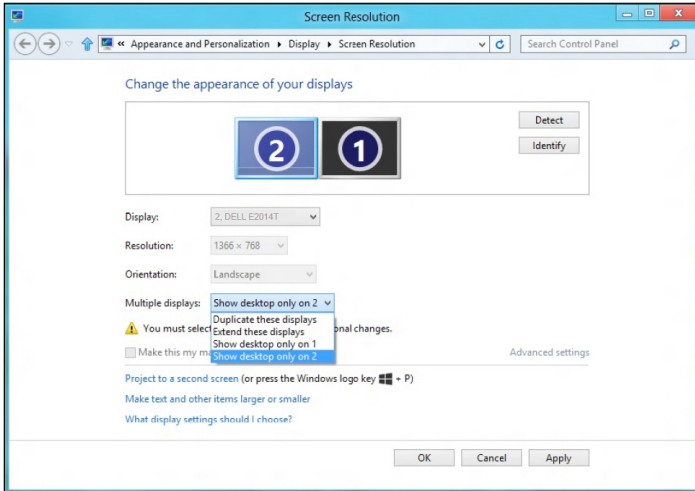 Screen Resolution
« Appearance and Personalization ▸ Display ▸ Screen Resolution
Search Control Panel
Change the appearance of your displays
2
1
Detect
Identify
Display:
2, DELL E2014T
Resolution:
1366 × 768
Orientation:
Landscape
Multiple displays:
Show desktop only on 2
Duplicate these displays
Extend these displays
Show desktop only on 1
Show desktop only on 2
You must select
onal changes.
Make this my m
Advanced settings
Project to a second screen (or press the Windows logo key + P)
Make text and other items larger or smaller
What display settings should I choose?
OK
Cancel
Apply